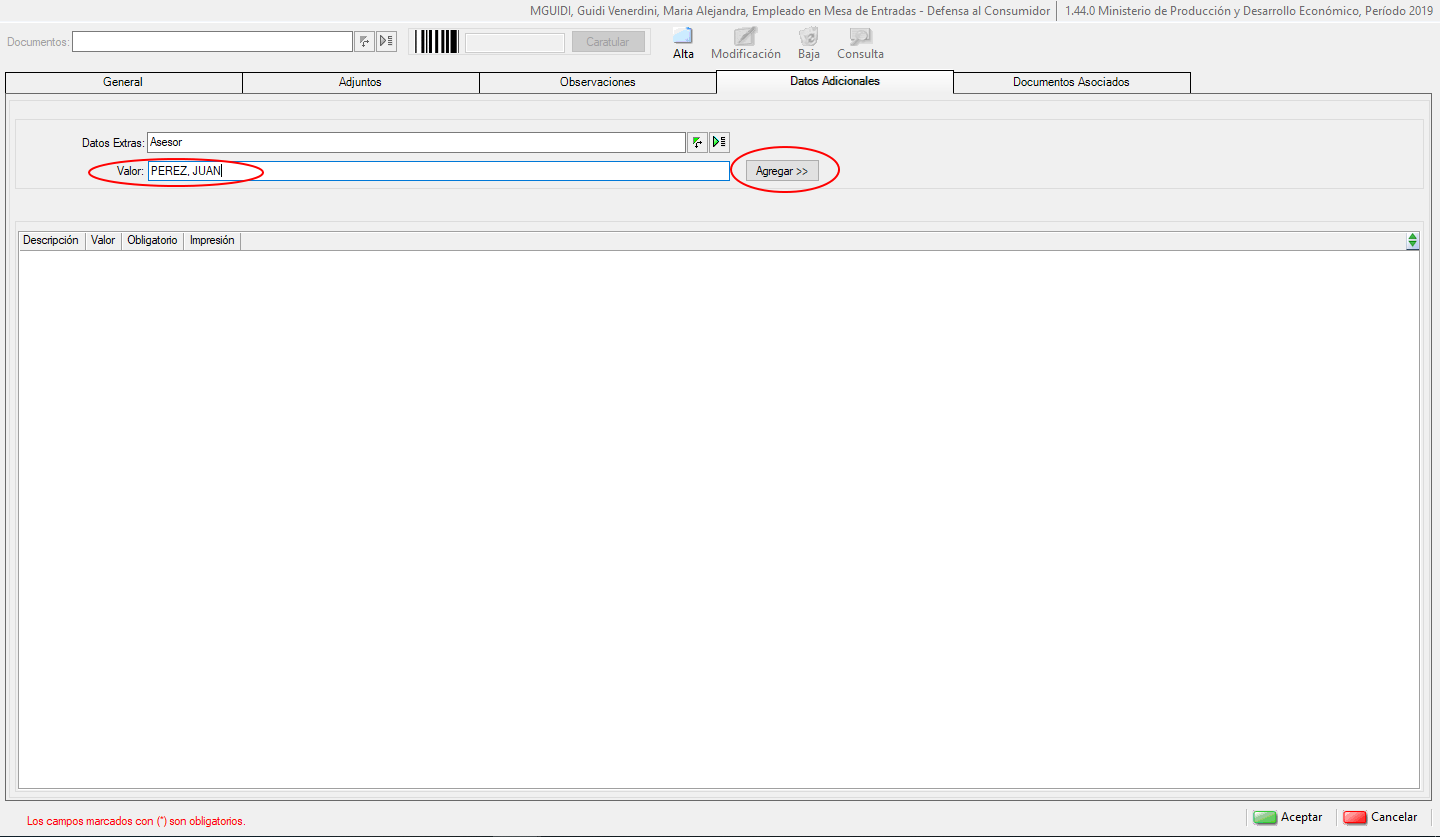 MGUIDI, Guidi Venerdini, Maria Alejandra, Empleado en Mesa de Entradas - Defensa al Consumidor 1.44.0 Ministerio de Producción y Desarrollo Económico, Período 2019
Documentos: Caratular Alta Modificación Baja Consulta
General Adjuntos Observaciones Datos Adicionales Documentos Asociados
Datos Extras: Asesor
Valor: PEREZ, JUAN Agregar >>
Descripción Valor Obligatorio Impresión
Los campos marcados con (*) son obligatorios. Aceptar Cancelar